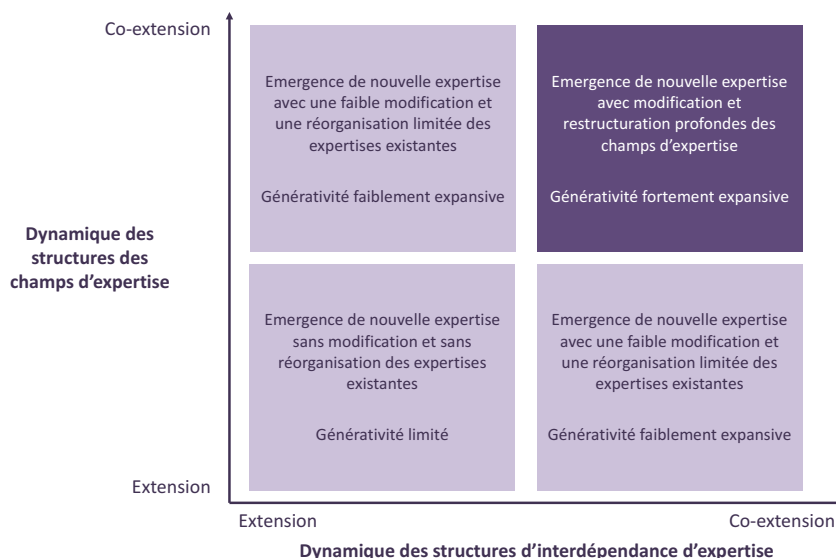 Co-extension
Emergence de nouvelle expertise
avec une faible modification et
une réorganisation limitée des
expertises existantes
Générativité faiblement expansive
Emergence de nouvelle expertise
avec modification et
restructuration profondes des
champs d’expertise
Générativité fortement expansive
Dynamique des
structures des
champs d’expertise
Emergence de nouvelle expertise
sans modification et sans
réorganisation des expertises
existantes
Générativité limité
Emergence de nouvelle expertise
avec une faible modification et
une réorganisation limitée des
expertises existantes
Générativité faiblement expansive
Extension
Extension
Co-extension
Dynamique des structures d’interdépendance d’expertise